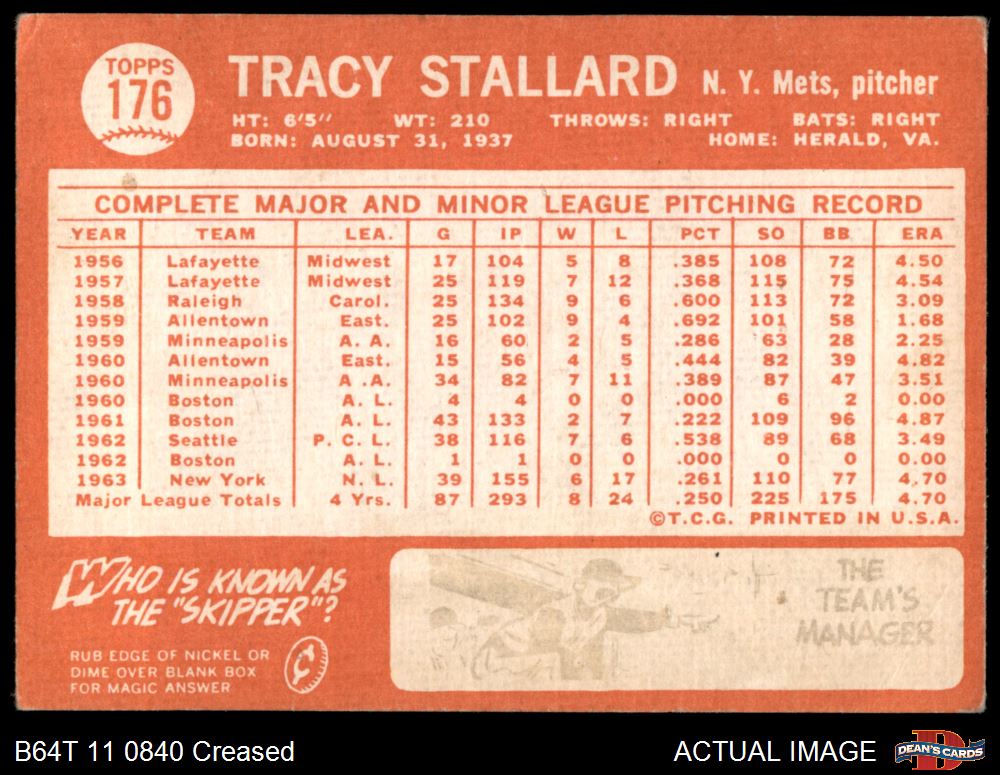 TOPPS
176
TRACY STALLARD N. Y. Mets, pitcher
HT: 6'5" WT: 210 THROWS: RIGHT BATS: RIGHT
BORN: AUGUST 31, 1937 HOME: HERALD, VA.
COMPLETE MAJOR AND MINOR LEAGUE PITCHING RECORD
YEAR TEAM LEA. G IP W L PCT SO BB ERA
1956 Lafayette Midwest 17 104 5 8 .385 108 72 4.50
1957 Lafayette Midwest 25 119 7 12 .368 115 75 4.54
1958 Raleigh Carol. 25 134 9 6 .600 113 72 3.09
1959 Allentown East. 25 102 9 4 .692 101 58 1.68
1959 Minneapolis A. A. 16 60 2 5 .286 63 28 2.25
1960 Allentown East. 15 56 4 5 .444 82 39 4.82
1960 Minneapolis A .A. 34 82 7 11 .389 87 47 3.51
1960 Boston A. L. 4 4 0 0 .000 6 2 0.00
1961 Boston A. L. 43 133 2 7 .222 109 96 4.87
1962 Seattle P. C. L. 38 116 7 6 .538 89 68 3.49
1962 Boston A. L. 1 1 0 0 .000 0 0 0.00
1963 New York N. L. 39 155 6 17 .261 110 77 4.70
Major League Totals 4 Yrs. 87 293 8 24 .250 225 175 4.70
©T.C.G. PRINTED IN U.S.A.
WHO IS KNOWN AS
THE "SKIPPER"?
RUB EDGE OF NICKEL OR
DIME OVER BLANK BOX
FOR MAGIC ANSWER
¢
THE
TEAM'S
MANAGER
B64T 11 0840 Creased
ACTUAL IMAGE
D
DEAN'S CARDS